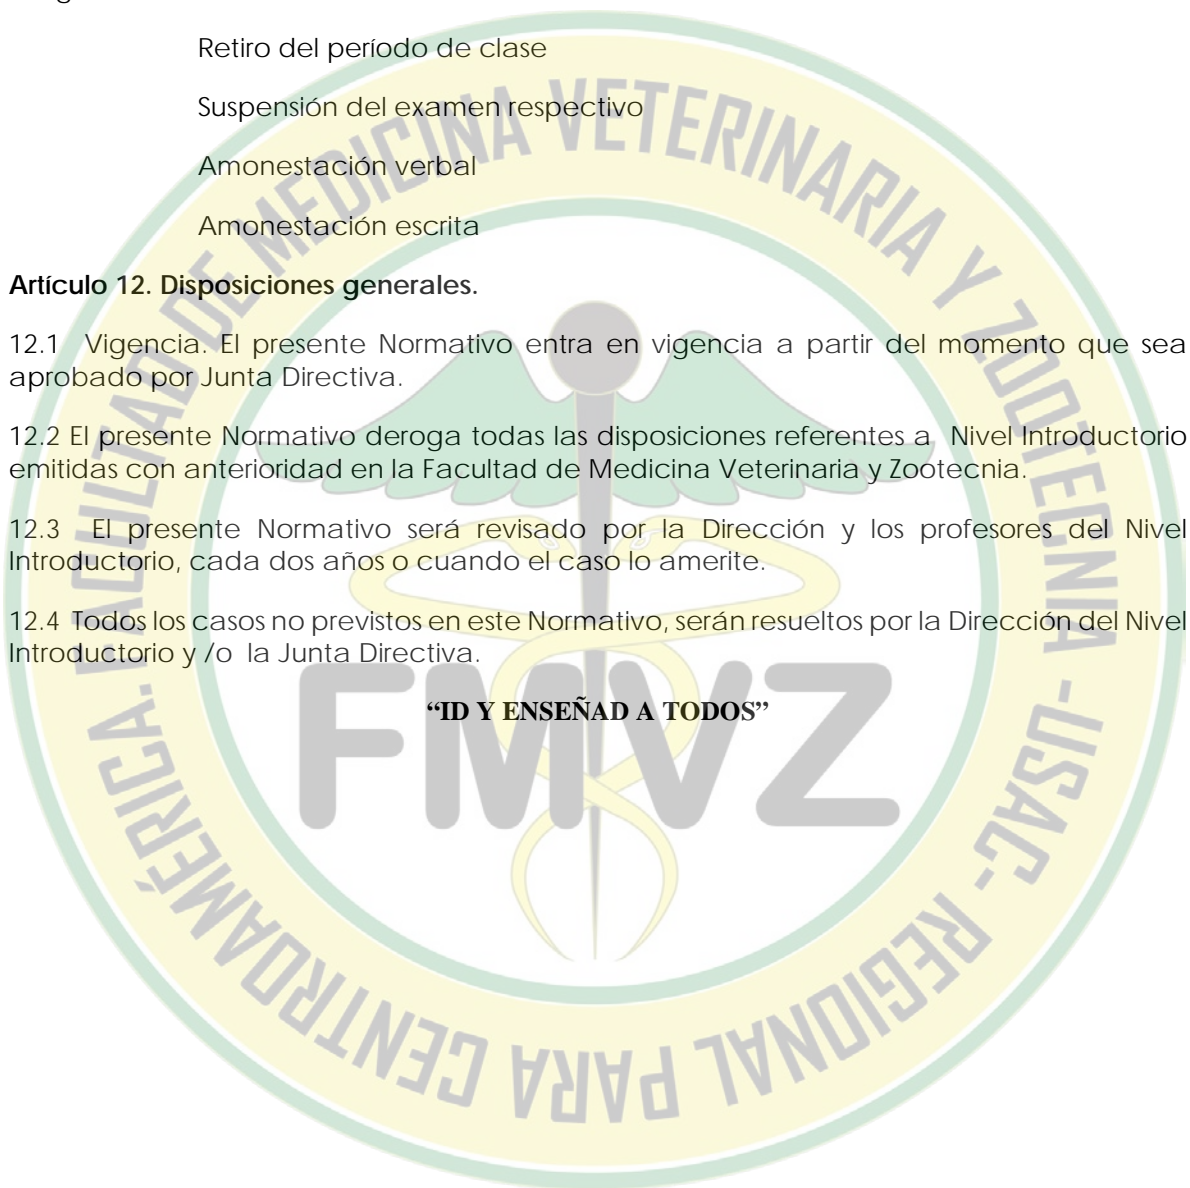 Retiro del período de clase
Suspensión del examen respectivo
Amonestación verbal
Amonestación escrita
Artículo 12. Disposiciones generales.
12.1 Vigencia. El presente Normativo entra en vigencia a partir del momento que sea
aprobado por Junta Directiva.
12.2 El presente Normativo deroga todas las disposiciones referentes a Nivel Introductorio
emitidas con anterioridad en la Facultad de Medicina Veterinaria y Zootecnia.
12.3 El presente Normativo será revisado por la Dirección y los profesores del Nivel
Introductorio, cada dos años o cuando el caso lo amerite.
12.4 Todos los casos no previstos en este Normativo, serán resueltos por la Dirección del Nivel
Introductorio y /o la Junta Directiva.
“ID Y ENSEÑAD A TODOS”
FMVZ
FACULTAD DE MEDICINA VETERINARIA Y ZOOTECNIA -USAC- REGIONAL PARA CENTROAMÉRICA.